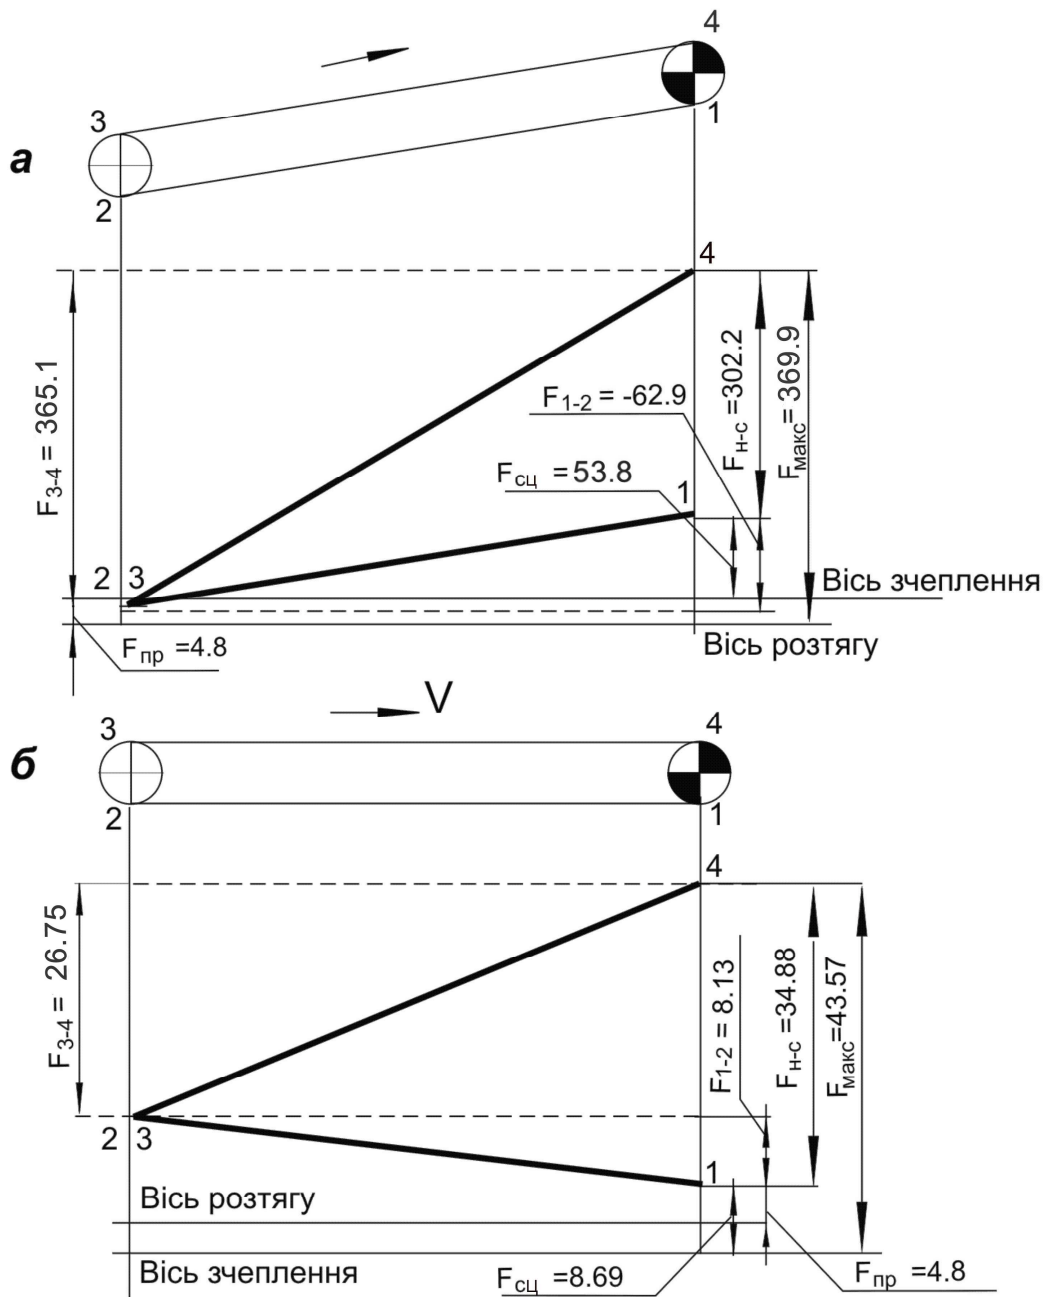 4
3
1
а
2
4
F3-4 = 365.1
F1-2 = -62.9
Fн-с =302.2
Fмакс= 369.9
Fсц =53.8
1
2 3
Вісь зчеплення
Fпр =4.8
Вісь розтягу
V
3
4
б
2
1
4
F3-4 = 26.75
F1-2 = 8.13
Fн-с =34.88
Fмакс=43.57
2 3
1
Вісь розтягу
Вісь зчеплення
Fсц =8.69
Fпр =4.8